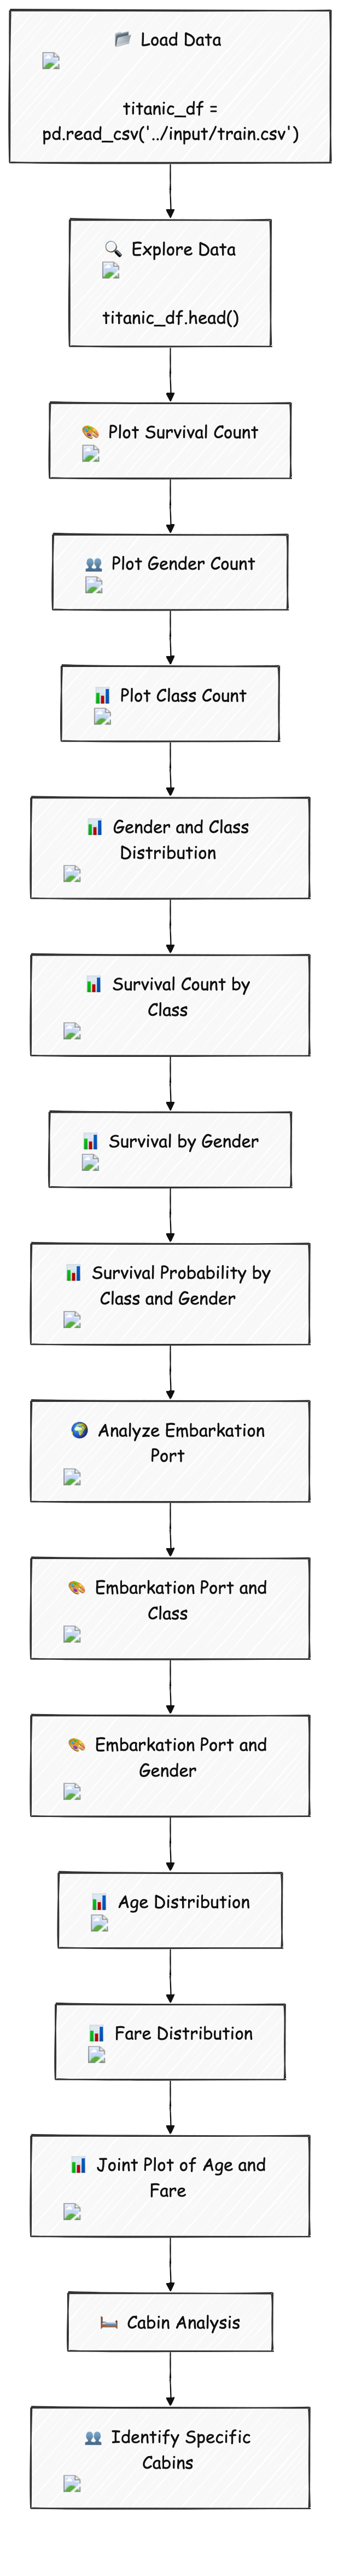 Load Data
titanic_df =
pd.read_csv('../input/train.csv')
Explore Data
titanic_df.head()
Plot Survival Count
Plot Gender Count
Plot Class Count
Gender and Class
Distribution
Survival Count by
Class
Survival by Gender
Survival Probability by
Class and Gender
Analyze Embarkation
Port
Embarkation Port and
Class
Embarkation Port and
Gender
Age Distribution
Fare Distribution
Joint Plot of Age and
Fare
Cabin Analysis
Identify Specific
Cabins